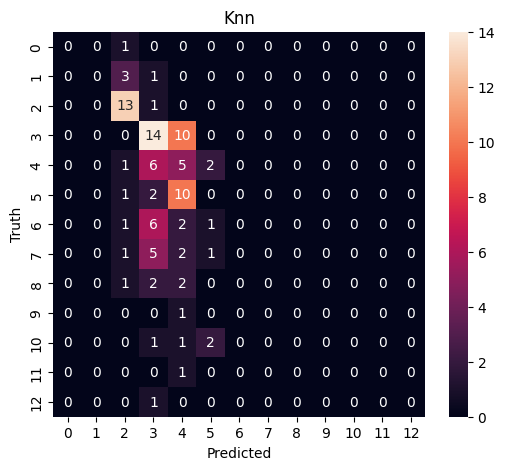 Knn
0 0 0 1 0 0 0 0 0 0 0 0 0 0
1 0 0 3 1 0 0 0 0 0 0 0 0 0
2 0 0 13 1 0 0 0 0 0 0 0 0 0
3 0 0 0 14 10 0 0 0 0 0 0 0 0
4 0 0 1 6 5 2 0 0 0 0 0 0 0
5 0 0 1 2 10 0 0 0 0 0 0 0 0
6 0 0 1 6 2 1 0 0 0 0 0 0 0
7 0 0 1 5 2 1 0 0 0 0 0 0 0
8 0 0 1 2 2 0 0 0 0 0 0 0 0
9 0 0 0 0 1 0 0 0 0 0 0 0 0
10 0 0 0 1 1 2 0 0 0 0 0 0 0
11 0 0 0 0 1 0 0 0 0 0 0 0 0
12 0 0 0 1 0 0 0 0 0 0 0 0 0
0 1 2 3 4 5 6 7 8 9 10 11 12
Predicted
Truth
14
12
10
8
6
4
2
0